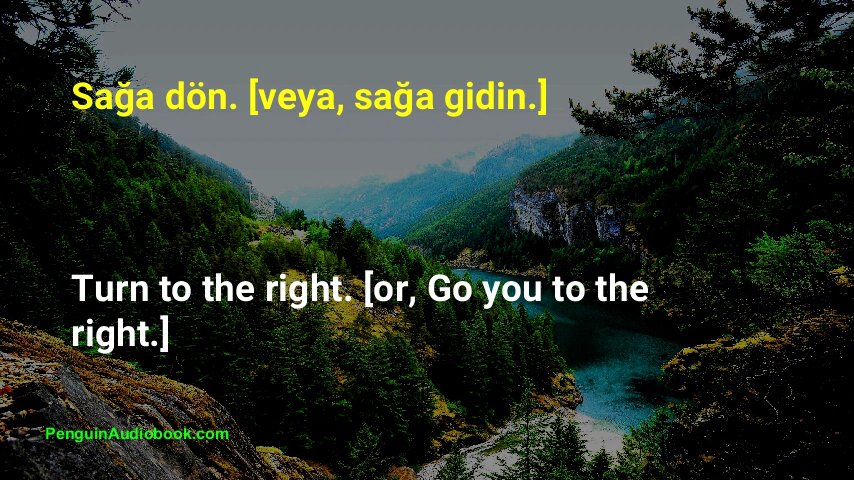 Sağa dön. [veya, sağa gidin.]
Turn to the right. [or, Go you to the
right.]
PenguinAudiobook.com